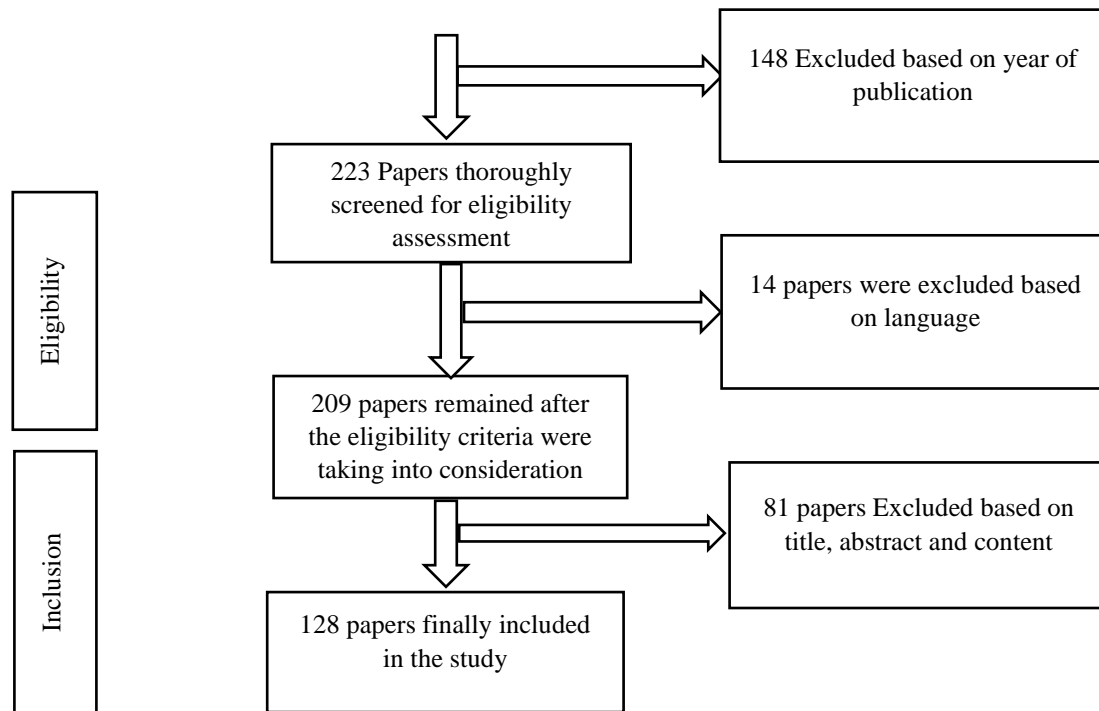 148 Excluded based on year of
publication
223 Papers thoroughly
screened for eligibility
assessment
Eligibility
14 papers were excluded based
on language
209 papers remained after
the eligibility criteria were
taking into consideration
Inclusion
81 papers Excluded based on
title, abstract and content
128 papers finally included
in the study